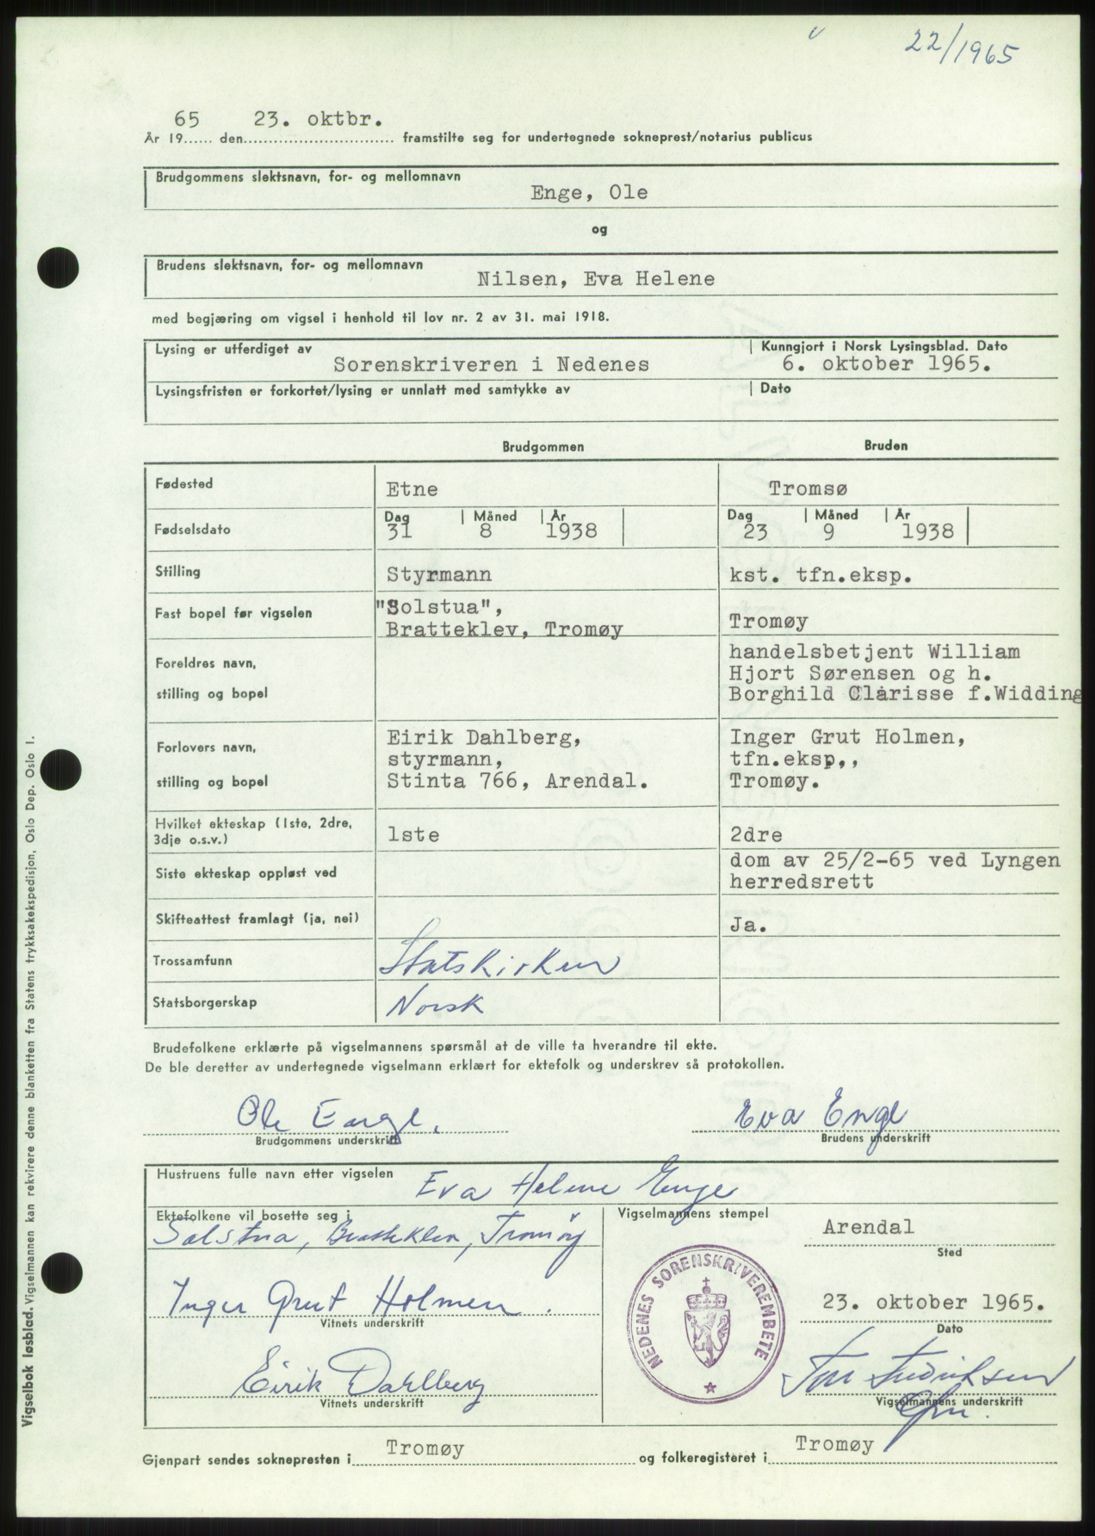 22/1965
65 23. oktbr.
År 19...... den.............................. framstilte seg for undertegnede sokneprest/notarius publicus
Brudgommens slektsnavn, for- og mellomnavn
Enge, Ole
og
Brudens slektsnavn, for- og mellomnavn
Nilsen, Eva Helene
med begjæring om vigsel i henhold til lov nr. 2 av 31. mai 1918.
Lysing er utferdiget av | Kunngjort i Norsk Lysingsblad. Dato
Sorenskriveren i Nedenes 6. oktober 1965.
Lysingsfristen er forkortet/lysing er unnlatt med samtykke av | Dato
Brudgommen Bruden
Fødested Etne Tromsø
Dag | Måned | År Dag | Måned | År
Fødselsdato 31 8 1938 23 9 1938
Stilling Styrmann kst. tfn.eksp.
Fast bopel før vigselen "Solstua",
Bratteklev, Tromøy Tromøy
Foreldres navn,
stilling og bopel
handelsbetjent William
Hjort Sørensen og h.
Borghild Clarisse f.Widding
Forlovers navn,
stilling og bopel
Eirik Dahlberg,
styrmann,
Stinta 766, Arendal.
Inger Grut Holmen,
tfn.eksp,,
Tromøy.
Hvilket ekteskap (1ste, 2dre,
3dje o.s.v.) 1ste 2dre
Siste ekteskap oppløst ved dom av 25/2-65 ved Lyngen
herredsrett
Skifteattest framlagt (ja, nei) Ja.
Trossamfunn Statskirken
Statsborgerskap Norsk
Brudefolkene erklærte på vigselmannens spørsmål at de ville ta hverandre til ekte.
De ble deretter av undertegnede vigselmann erklært for ektefolk og underskrev så protokollen.
Ole Enge. Eva Enge
Brudgommens underskrift Brudens underskrift
Hustruens fulle navn etter vigselen Eva Helene Enge
Ektefolkene vil bosette seg i
Solstua, Bratteklev, Tromøy
Inger Grut Holmen.
Vitnets underskrift
Eirik Dahlberg
Vitnets underskrift
Vigselmannens stempel
NEDENES SORENSKRIVEREMBETE
Arendal
Sted
23. oktober 1965.
Dato
Tor Fredriksen
Vigselmannens underskrift
Gjenpart sendes soknepresten i Tromøy og folkeregisteret i Tromøy
Vigselbok løsblad. Vigselmannen kan rekvirere denne blanketten fra Statens trykksakekspedisjon, Oslo Dep. Oslo 1.